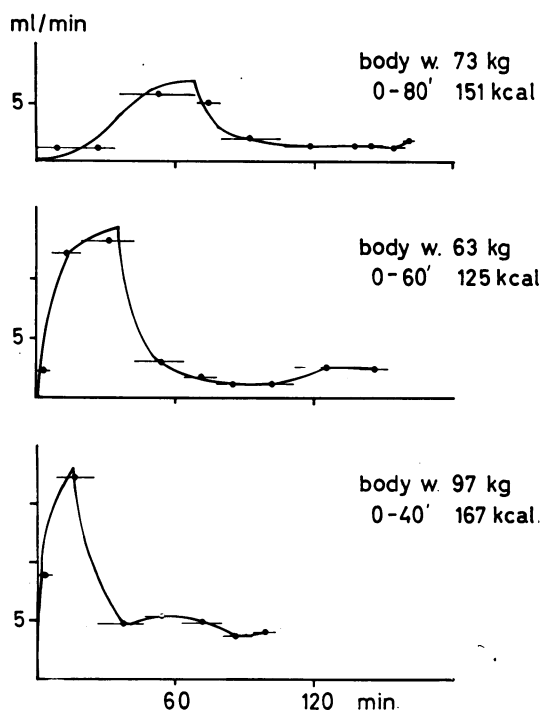 ml/min
body w. 73 kg
0-80' 151 kcal
5
body w. 63 kg
0-60' 125 kcal
5
body w. 97 kg
0-40' 167 kcal.
5
60 120 min.